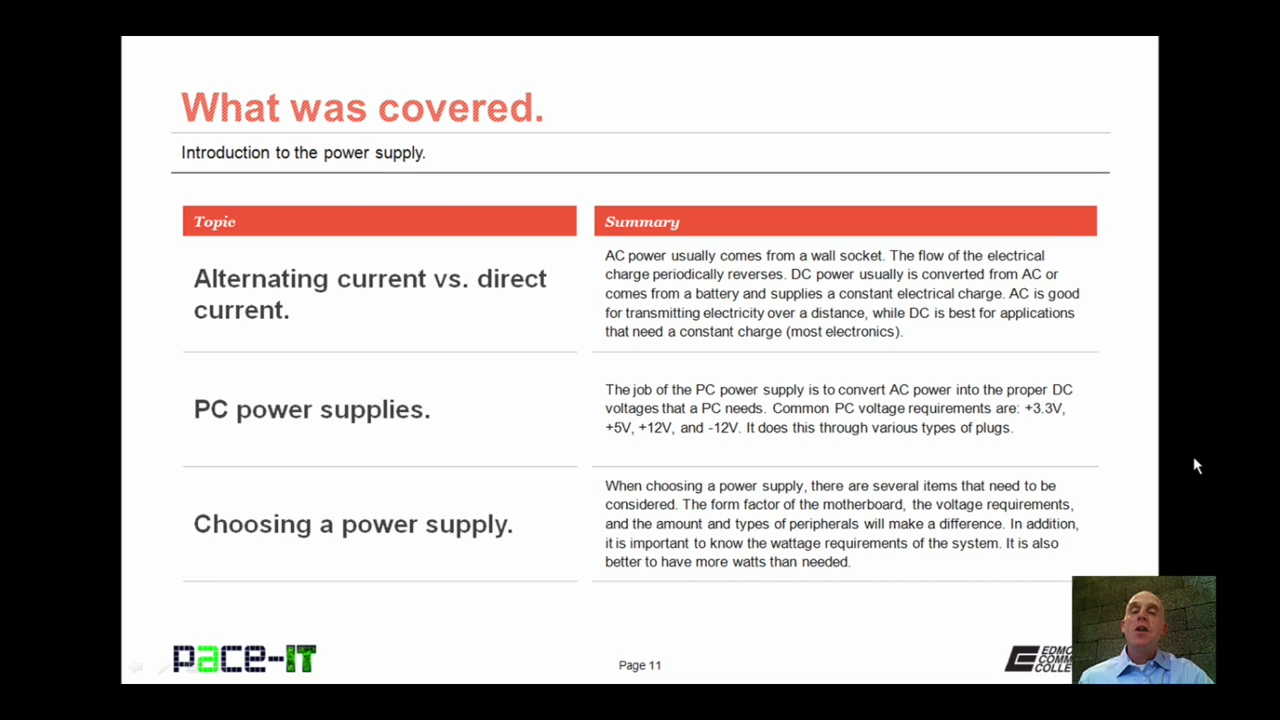 What was covered.
Introduction to the power supply.
Topic
Summary
Alternating current vs. direct
current.
AC power usually comes from a wall socket. The flow of the electrical
charge periodically reverses. DC power usually is converted from AC or
comes from a battery and supplies a constant electrical charge. AC is good
for transmitting electricity over a distance, while DC is best for applications
that need a constant charge (most electronics).
PC power supplies.
The job of the PC power supply is to convert AC power into the proper DC
voltages that a PC needs. Common PC voltage requirements are: +3.3V,
+5V, +12V, and -12V. It does this through various types of plugs.
Choosing a power supply.
When choosing a power supply, there are several items that need to be
considered. The form factor of the motherboard, the voltage requirements,
and the amount and types of peripherals will make a difference. In addition,
it is important to know the wattage requirements of the system. It is also
better to have more watts than needed.
pace-IT
Page 11